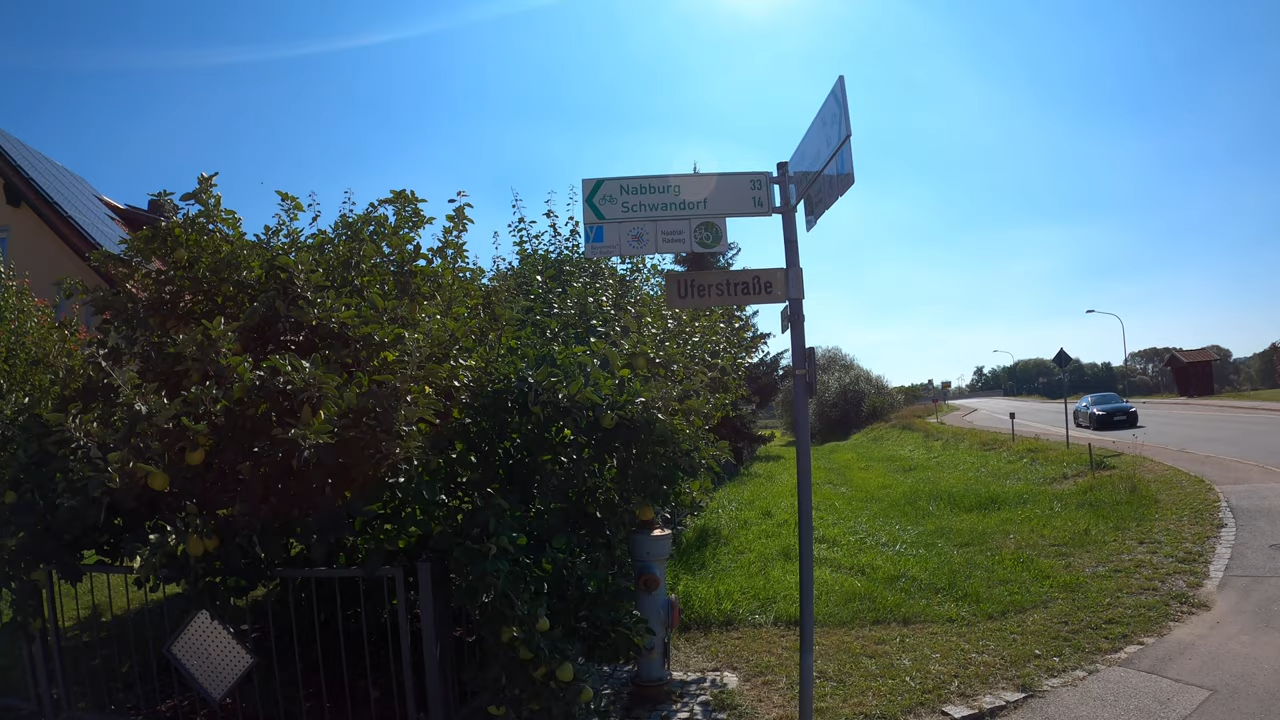 Nabburg 33
Schwandorf 14
Naabtal-
Radweg
Uferstraße